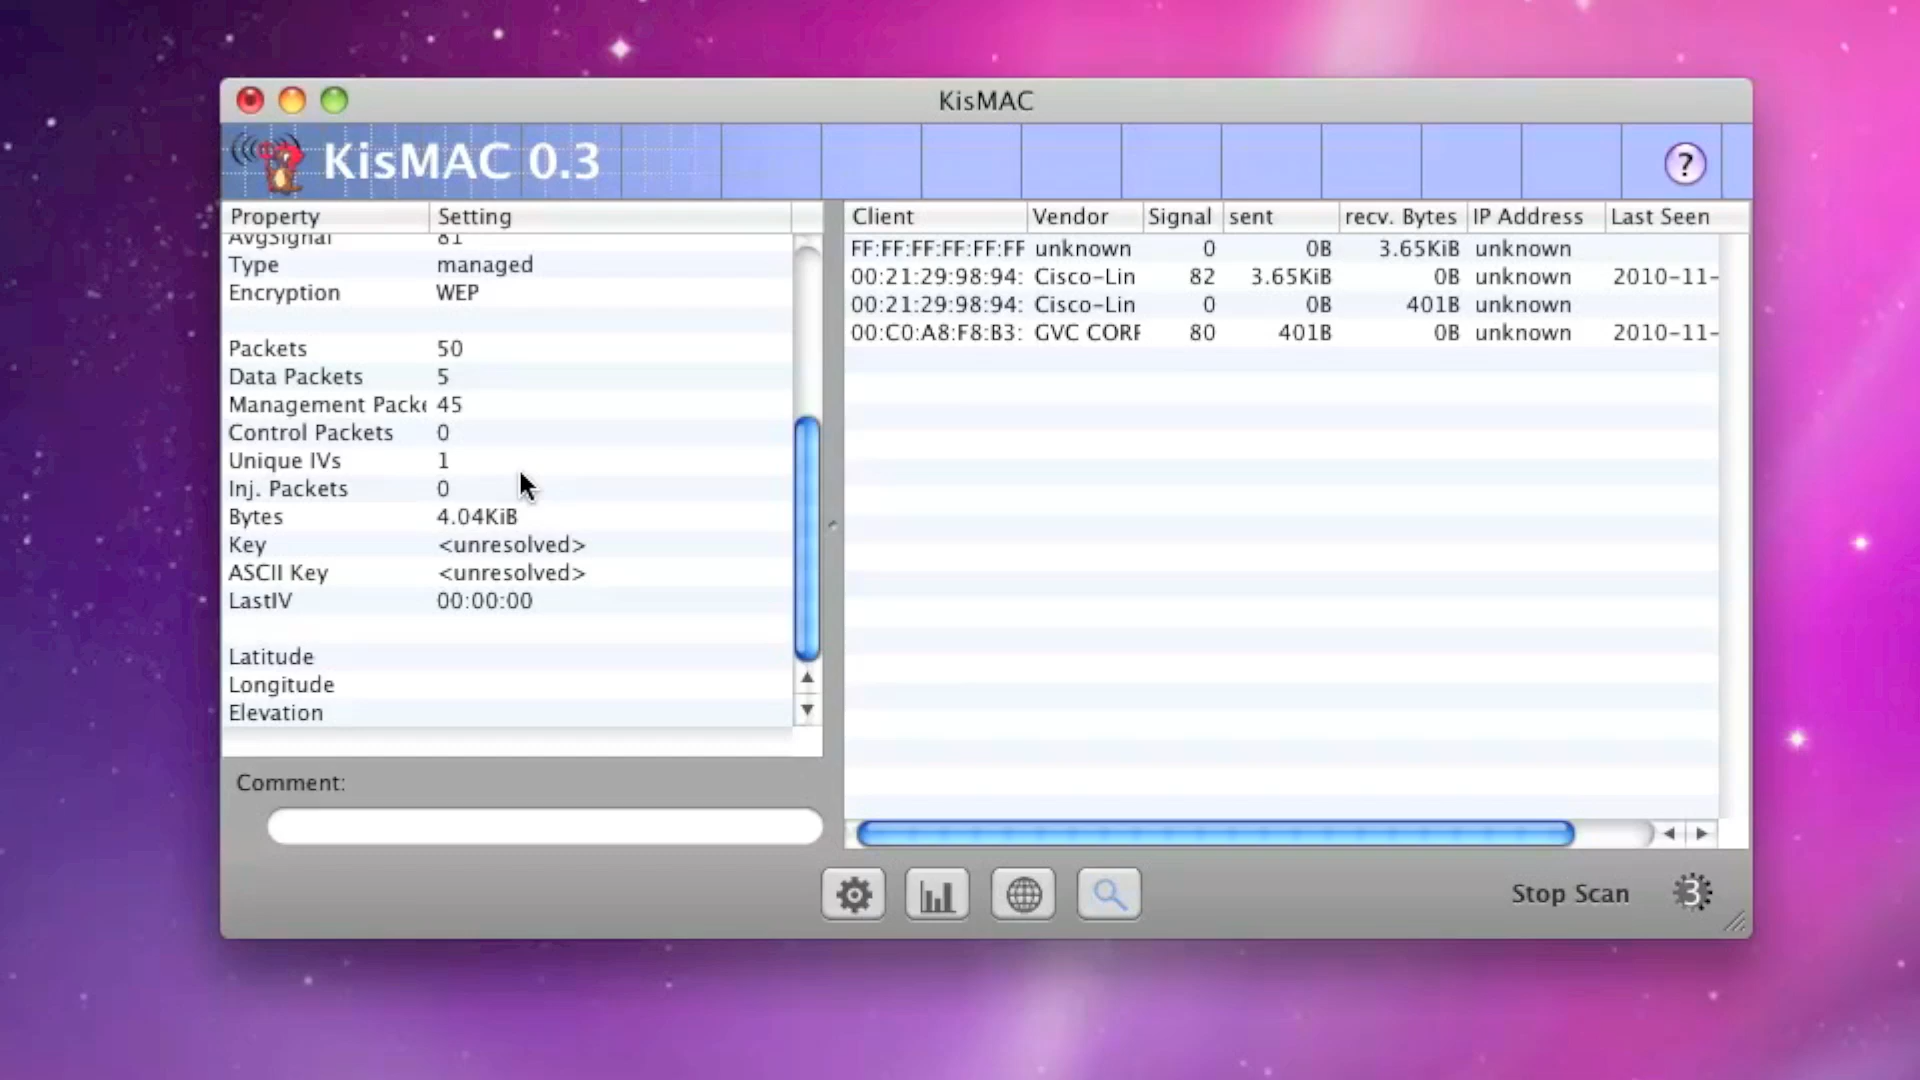 KisMAC
KisMAC 0.3
?
Property Setting
AvgSignal 81
Type managed
Encryption WEP
Packets 50
Data Packets 5
Management Packe 45
Control Packets 0
Unique IVs 1
Inj. Packets 0
Bytes 4.04KiB
Key <unresolved>
ASCII Key <unresolved>
LastIV 00:00:00
Latitude
Longitude
Elevation
Comment:
Client Vendor Signal sent recv. Bytes IP Address Last Seen
FF:FF:FF:FF:FF:FF unknown 0 0B 3.65KiB unknown
00:21:29:98:94: Cisco-Lin 82 3.65KiB 0B unknown 2010-11-
00:21:29:98:94: Cisco-Lin 0 0B 401B unknown
00:C0:A8:F8:B3: GVC CORP 80 401B 0B unknown 2010-11-
Stop Scan 3